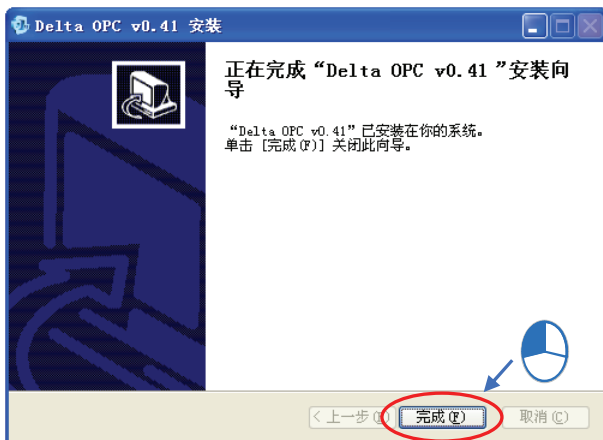 Delta OPC v0.41 安装
正在完成“Delta OPC v0.41”安装向
导
“Delta OPC v0.41”已安装在你的系统。
单击 [完成(F)] 关闭此向导。
< 上一步(P) 完成(F) 取消(C)